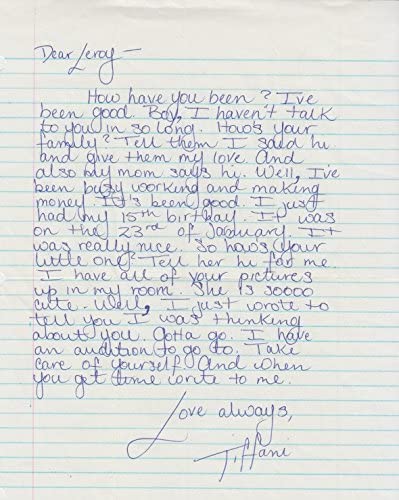 Dear Leroy—
How have you been? I've
been good. Boy, I haven't talk
to you in so long. How's your
family? Tell them I said hi
and give them my love. And
also my mom says hi. Well, I've
been busy working and making
money It's been good. I just
had my 15th birthay. It was
on the 23rd of January. It
was really nice. So how's your
little one? Tell her hi for me.
I have all of your pictures
up in my room. She is soooo
cute. Well, I just wrote to
tell you I was thinking
about you. Gotta go. I have
an audition to go to. Take
care of yourself And when
you get time write to me.
Love always,
Tiffani